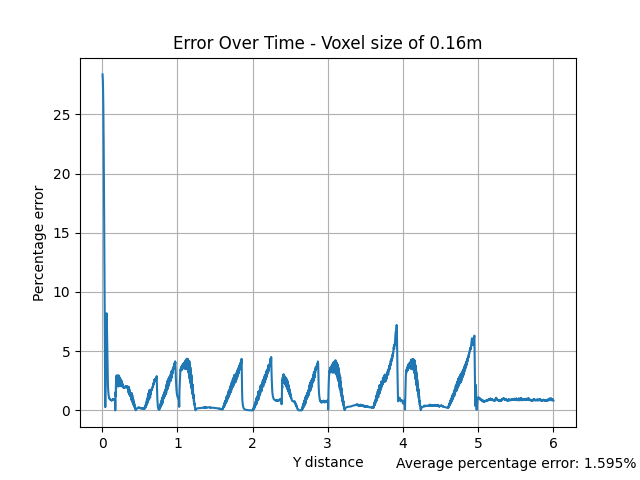 Error Over Time - Voxel size of 0.16m
Percentage error
25
20
15
10
5
0
0 1 2 3 4 5 6
Y distance
Average percentage error: 1.595%